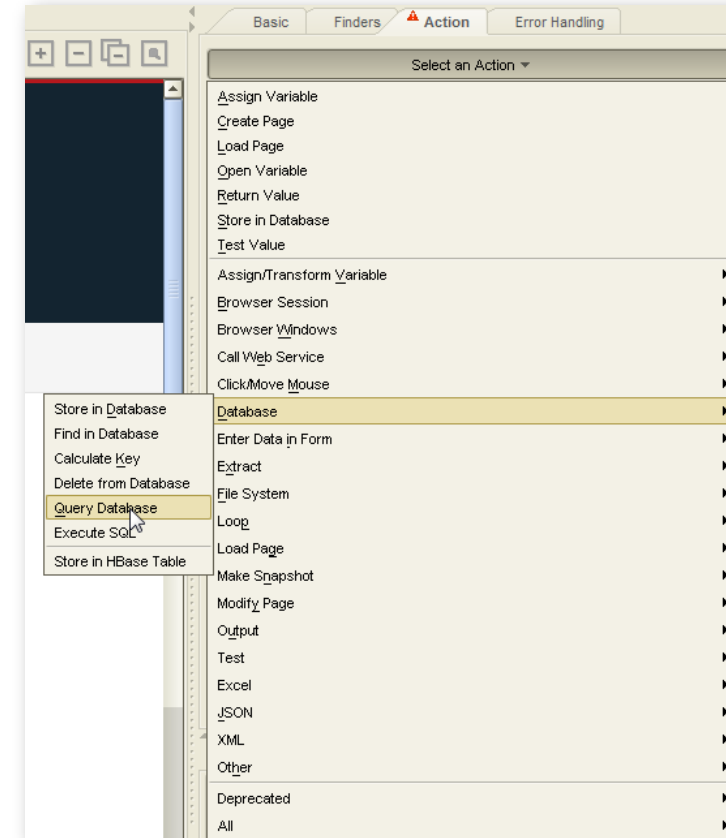 Basic Finders Action Error Handling
Select an Action
Assign Variable
Create Page
Load Page
Open Variable
Return Value
Store in Database
Test Value
Assign/Transform Variable
Browser Session
Browser Windows
Call Web Service
Click/Move Mouse
Database
Enter Data in Form
Extract
File System
Loop
Load Page
Make Snapshot
Modify Page
Output
Test
Excel
JSON
XML
Other
Deprecated
All
Store in Database
Find in Database
Calculate Key
Delete from Database
Query Database
Execute SQL
Store in HBase Table